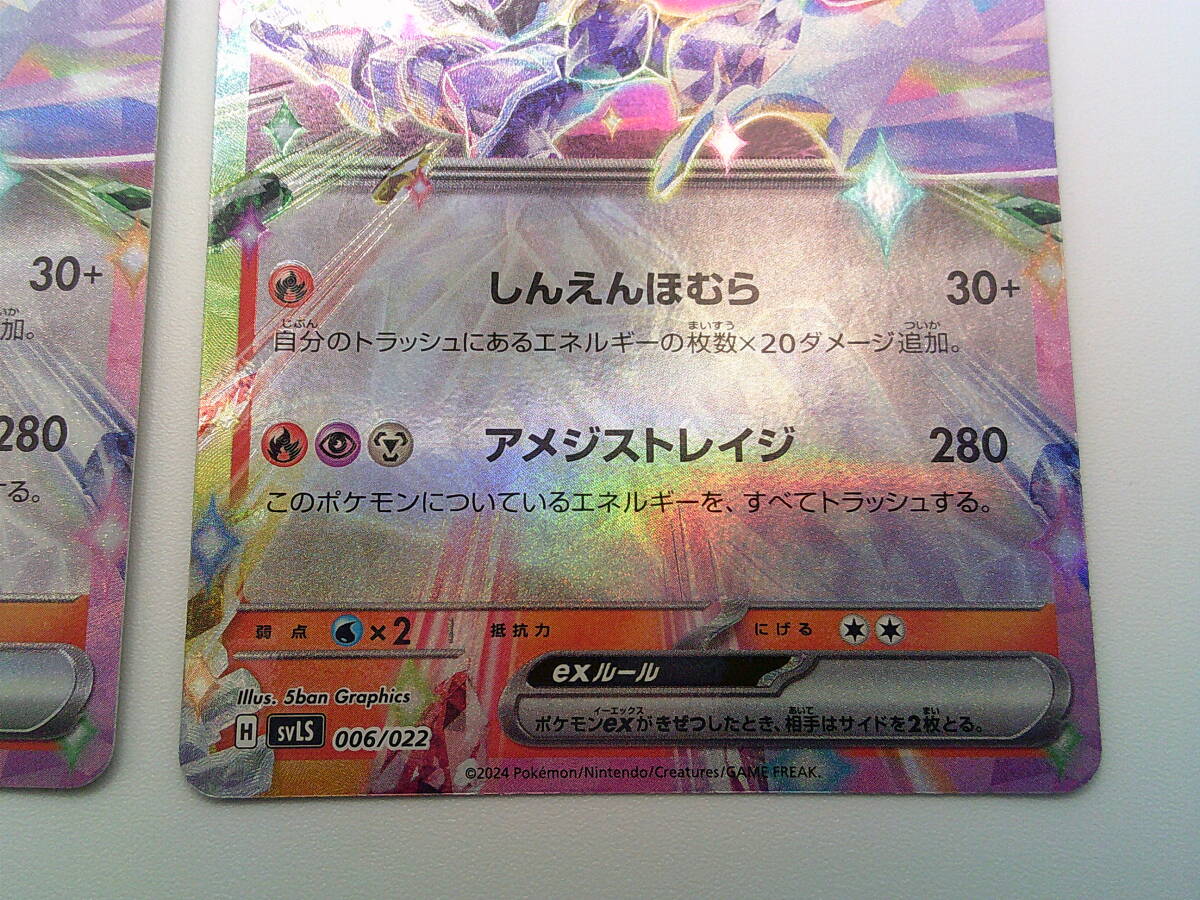 30+
加。
280
る。
しんえんほむら 30+
自分のトラッシュにあるエネルギーの枚数×20ダメージ追加。
アメジストレイジ 280
このポケモンについているエネルギーを、すべてトラッシュする。
弱点 ×2 抵抗力 にげる
exルール
ポケモンexがきぜつしたとき、相手はサイドを2枚とる。
Illus. 5ban Graphics
H svLS 006/022
©2024 Pokémon/Nintendo/Creatures/GAME FREAK.